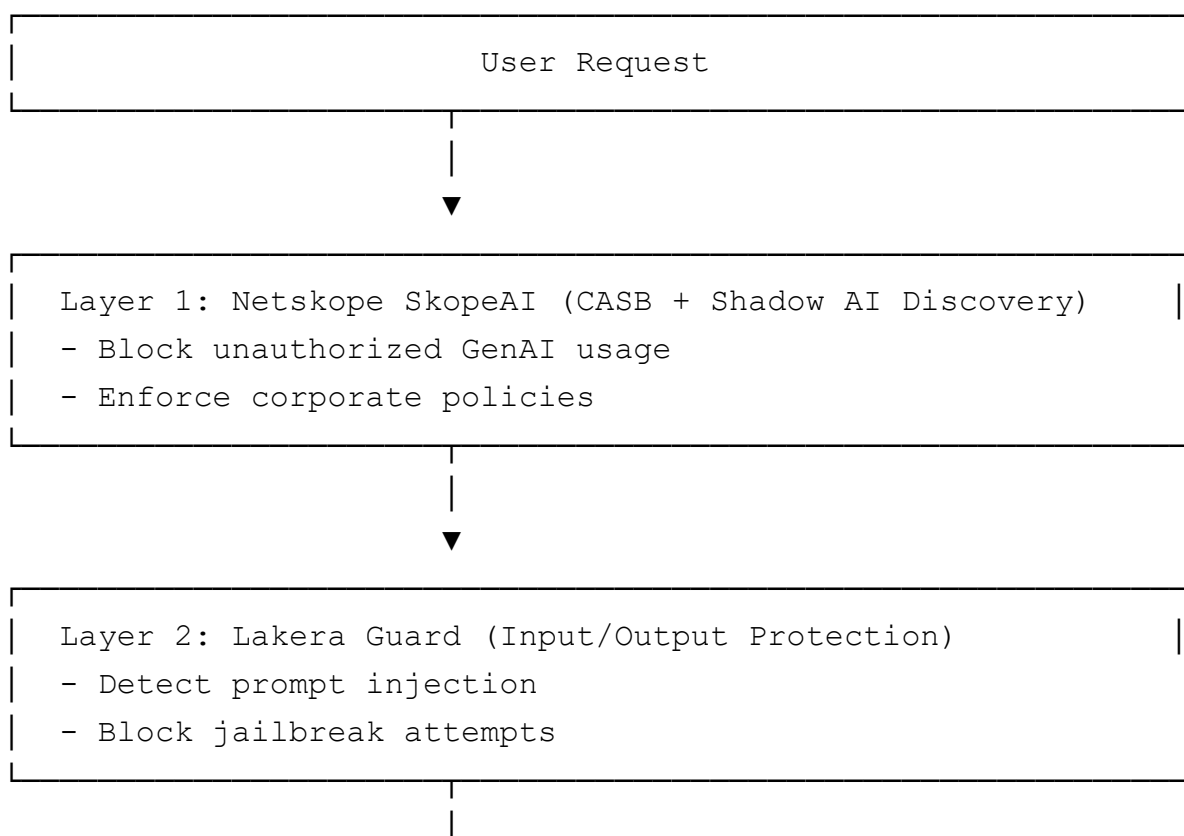 User Request
Layer 1: Netskope SkopeAI (CASB + Shadow AI Discovery)
- Block unauthorized GenAI usage
- Enforce corporate policies
Layer 2: Lakera Guard (Input/Output Protection)
- Detect prompt injection
- Block jailbreak attempts